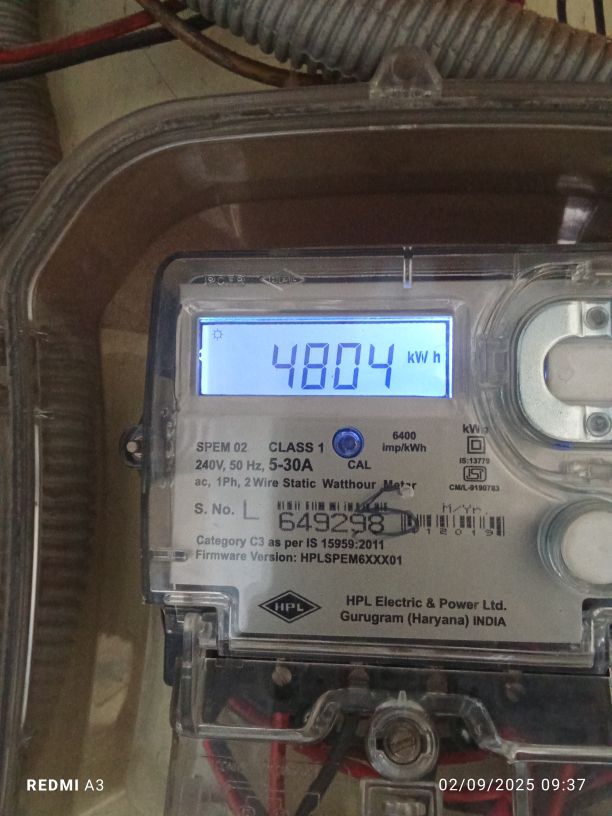 4804 kWh
SPEM 02 CLASS 1 6400 imp/kWh
240V, 50 Hz, 5-30A CAL
kWh
IS:13779
ac, 1Ph, 2 Wire Static Watthour Meter
CM/L-9190783
S. No. L 649298
M/Yr.
012019
Category C3 as per IS 15959:2011
Firmware Version: HPLSPEM6XXX01
HPL
HPL Electric & Power Ltd.
Gurugram (Haryana) INDIA
REDMI A3
02/09/2025 09:37